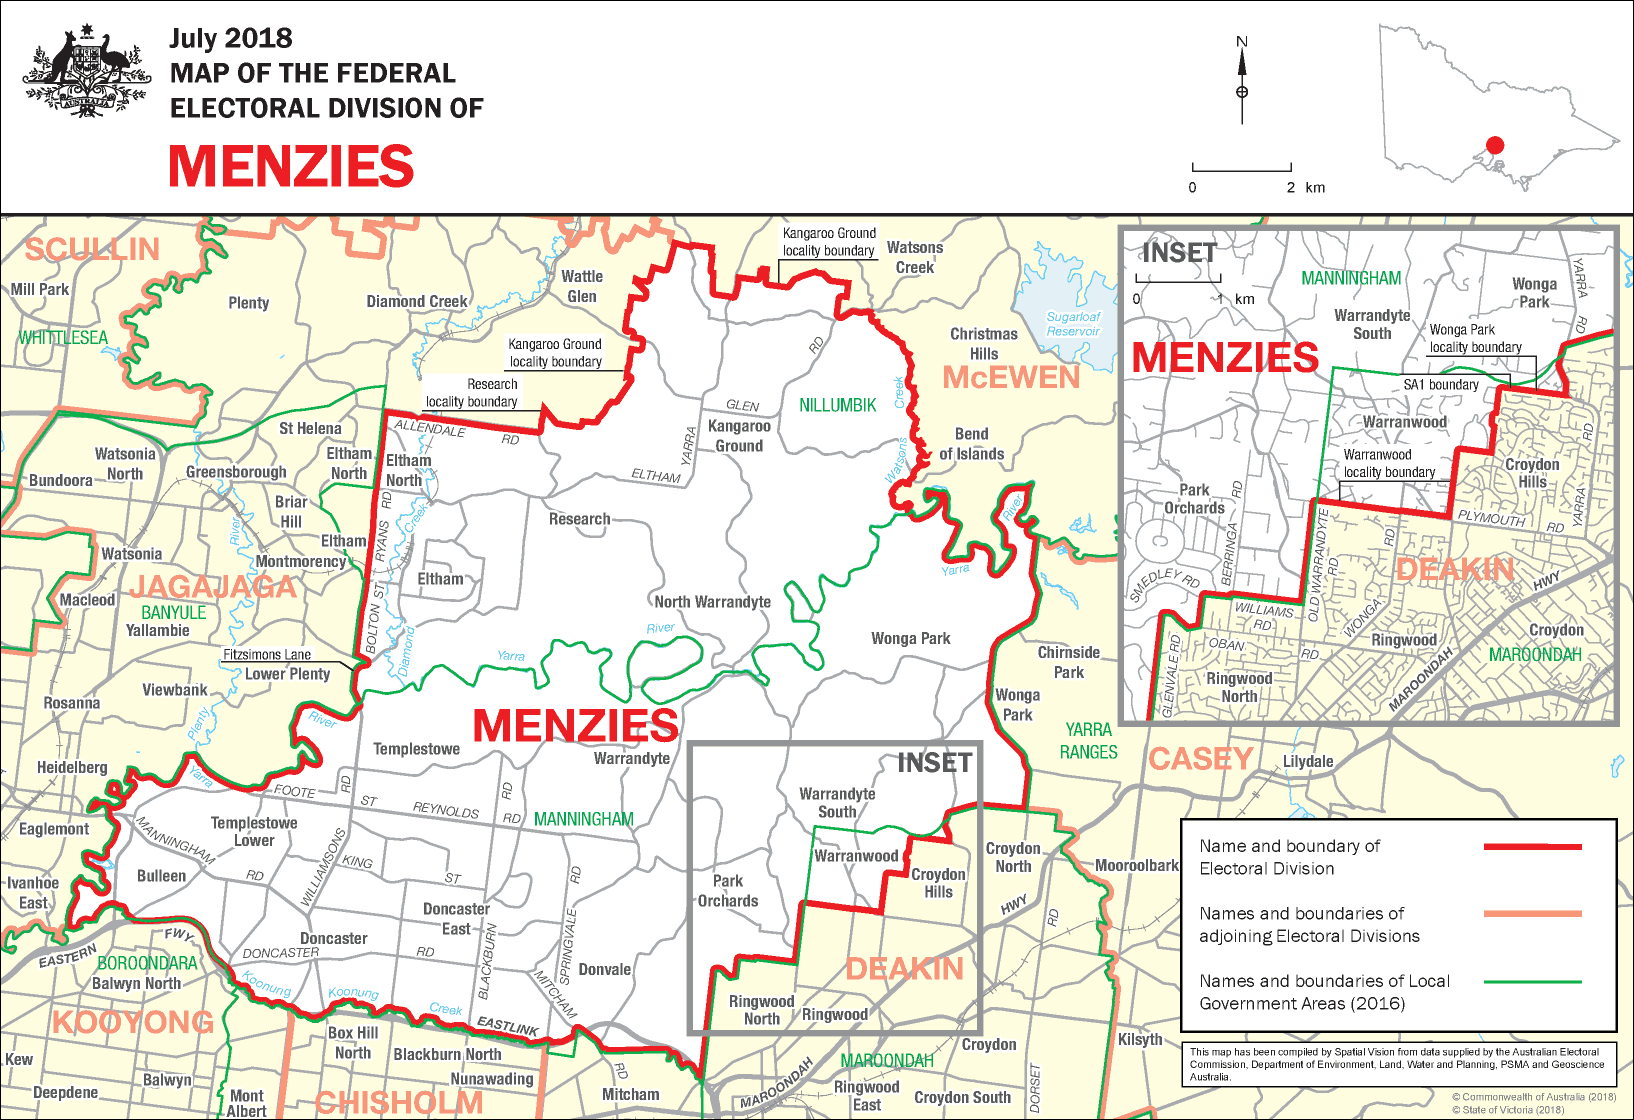 July 2018
MAP OF THE FEDERAL
ELECTORAL DIVISION OF
MENZIES
AUSTRALIA
N
0 2 km
SCULLIN
Mill Park
WHITTLESEA
Plenty
Diamond Creek
Wattle
Glen
Kangaroo Ground
locality boundary
Watsons
Creek
Sugarloaf
Reservoir
Christmas
Hills
McEWEN
Kangaroo Ground
locality boundary
Research
locality boundary
RD
Creek
NILLUMBIK
GLEN
Kangaroo
Ground
YARRA
ALLENDALE
RD
St Helena
Watsonia
North
Bundoora
Greensborough
Eltham
North
Eltham
North
Bend
of Islands
Watsons
ELTHAM
Briar
Hill
RD
Creek
River
River
Research
Eltham
RYANS
Watsonia
Montmorency
Yarra
JAGAJAGA
BANYULE
Macleod
Yallambie
Eltham
ST
BOLTON
North Warrandyte
River
Wonga Park
Fitzsimons Lane
Lower Plenty
Diamond
Yarra
Chirnside
Park
Viewbank
Rosanna
Plenty
River
Wonga
Park
MENZIES
YARRA
RANGES
CASEY
Lilydale
Templestowe
Warrandyte
INSET
Heidelberg
Yarra
FOOTE
RD
ST
REYNOLDS
RD
RD
MANNINGHAM
Warrandyte
South
Eaglemont
MANNINGHAM
Templestowe
Lower
WILLIAMSONS
KING
ST
Warranwood
Croydon
North
Mooroolbark
Ivanhoe
East
Bulleen
RD
Park
Orchards
RD
Croydon
Hills
HWY
RD
Doncaster
East
EASTERN
FWY
Doncaster
DONCASTER
RD
BLACKBURN
SPRINGVALE
MITCHAM
Donvale
DEAKIN
BOROONDARA
Balwyn North
Koonung
Koonung
Creek
EASTLINK
Ringwood
North
Ringwood
KOOYONG
Box Hill
North
Blackburn North
Nunawading
RD
MAROONDAH
Croydon
Kilsyth
Kew
Balwyn
Deepdene
Mont
Albert
CHISHOLM
Mitcham
MAROONDAH
Ringwood
East
Croydon South
DORSET
INSET
0 1 km
MANNINGHAM
Wonga
Park
YARRA
RD
Warrandyte
South
Wonga Park
locality boundary
MENZIES
SA1 boundary
Warranwood
Warranwood
locality boundary
RD
Croydon
Hills
YARRA
Park
Orchards
RD
BERRINGA
OLD WARRANDYTE
RD
RD
PLYMOUTH
RD
DEAKIN
HWY
SMEDLEY RD
WILLIAMS
RD
WONGA
OBAN
RD
Ringwood
Croydon
MAROONDAH
GLENVALE RD
Ringwood
North
MAROONDAH
Name and boundary of
Electoral Division
Names and boundaries of
adjoining Electoral Divisions
Names and boundaries of Local
Government Areas (2016)
This map has been compiled by Spatial Vision from data supplied by the Australian Electoral
Commission, Department of Environment, Land, Water and Planning, PSMA and Geoscience
Australia.
© Commonwealth of Australia (2018)
© State of Victoria (2018)